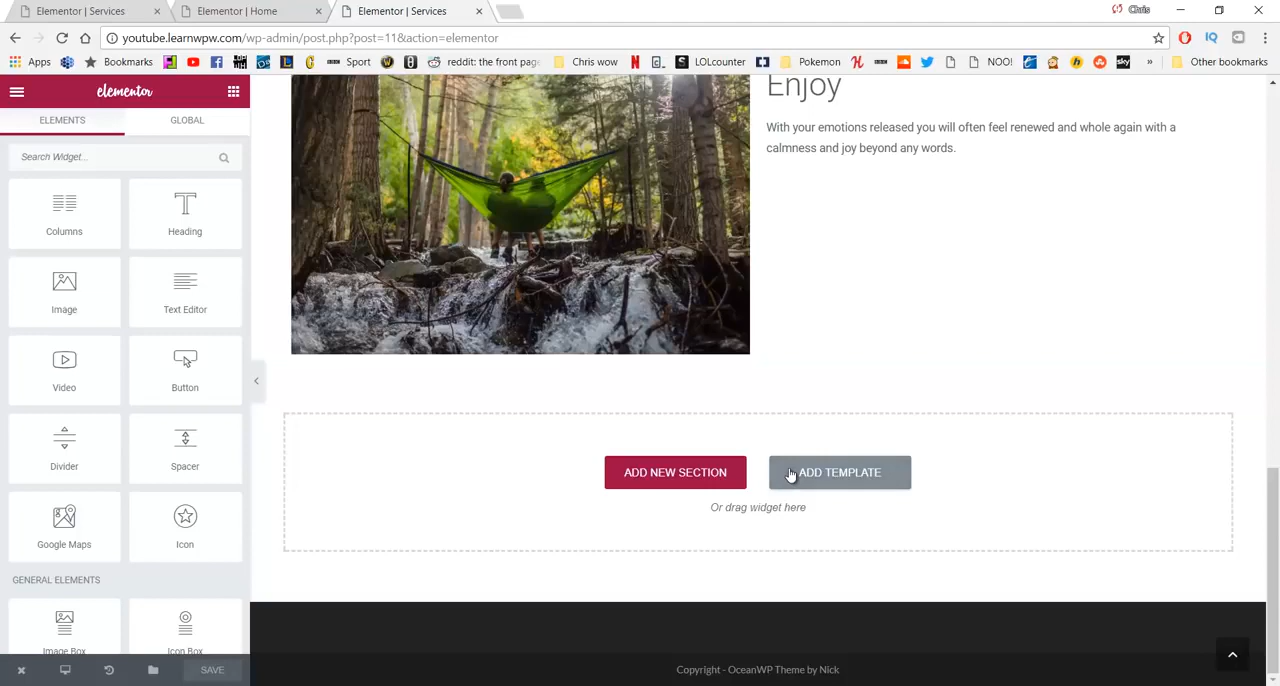 Elementor | Services
Elementor | Home
Elementor | Services
Chris
youtube.learnwpw.com/wp-admin/post.php?post=11&action=elementor
Apps
Bookmarks
Sport
reddit: the front page
Chris wow
LOLcounter
Pokemon
NOO!
sky
»
Other bookmarks
elementor
ELEMENTS
GLOBAL
Search Widget...
Columns
Heading
Image
Text Editor
Video
Button
Divider
Spacer
Google Maps
Icon
GENERAL ELEMENTS
Image Box
Icon Box
SAVE
Enjoy
With your emotions released you will often feel renewed and whole again with a
calmness and joy beyond any words.
ADD NEW SECTION
ADD TEMPLATE
Or drag widget here
Copyright - OceanWP Theme by Nick